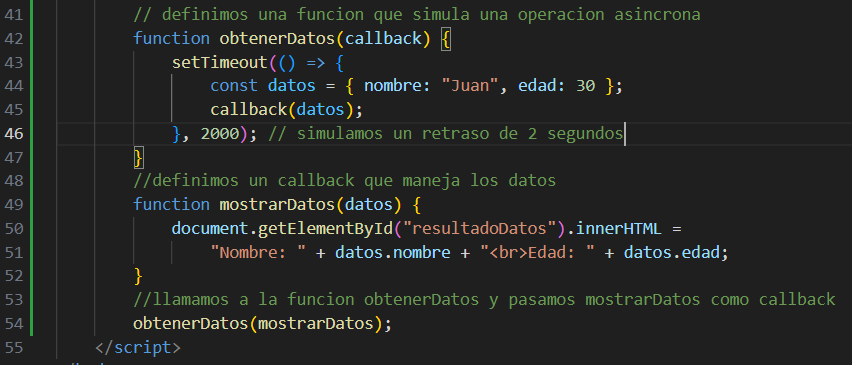 41 // definimos una funcion que simula una operacion asincrona
42 function obtenerDatos(callback) {
43 setTimeout(() => {
44 const datos = { nombre: "Juan", edad: 30 };
45 callback(datos);
46 }, 2000); // simulamos un retraso de 2 segundos
47 }
48 //definimos un callback que maneja los datos
49 function mostrarDatos(datos) {
50 document.getElementById("resultadoDatos").innerHTML =
51 "Nombre: " + datos.nombre + "<br>Edad: " + datos.edad;
52 }
53 //llamamos a la funcion obtenerDatos y pasamos mostrarDatos como callback
54 obtenerDatos(mostrarDatos);
55 </script>